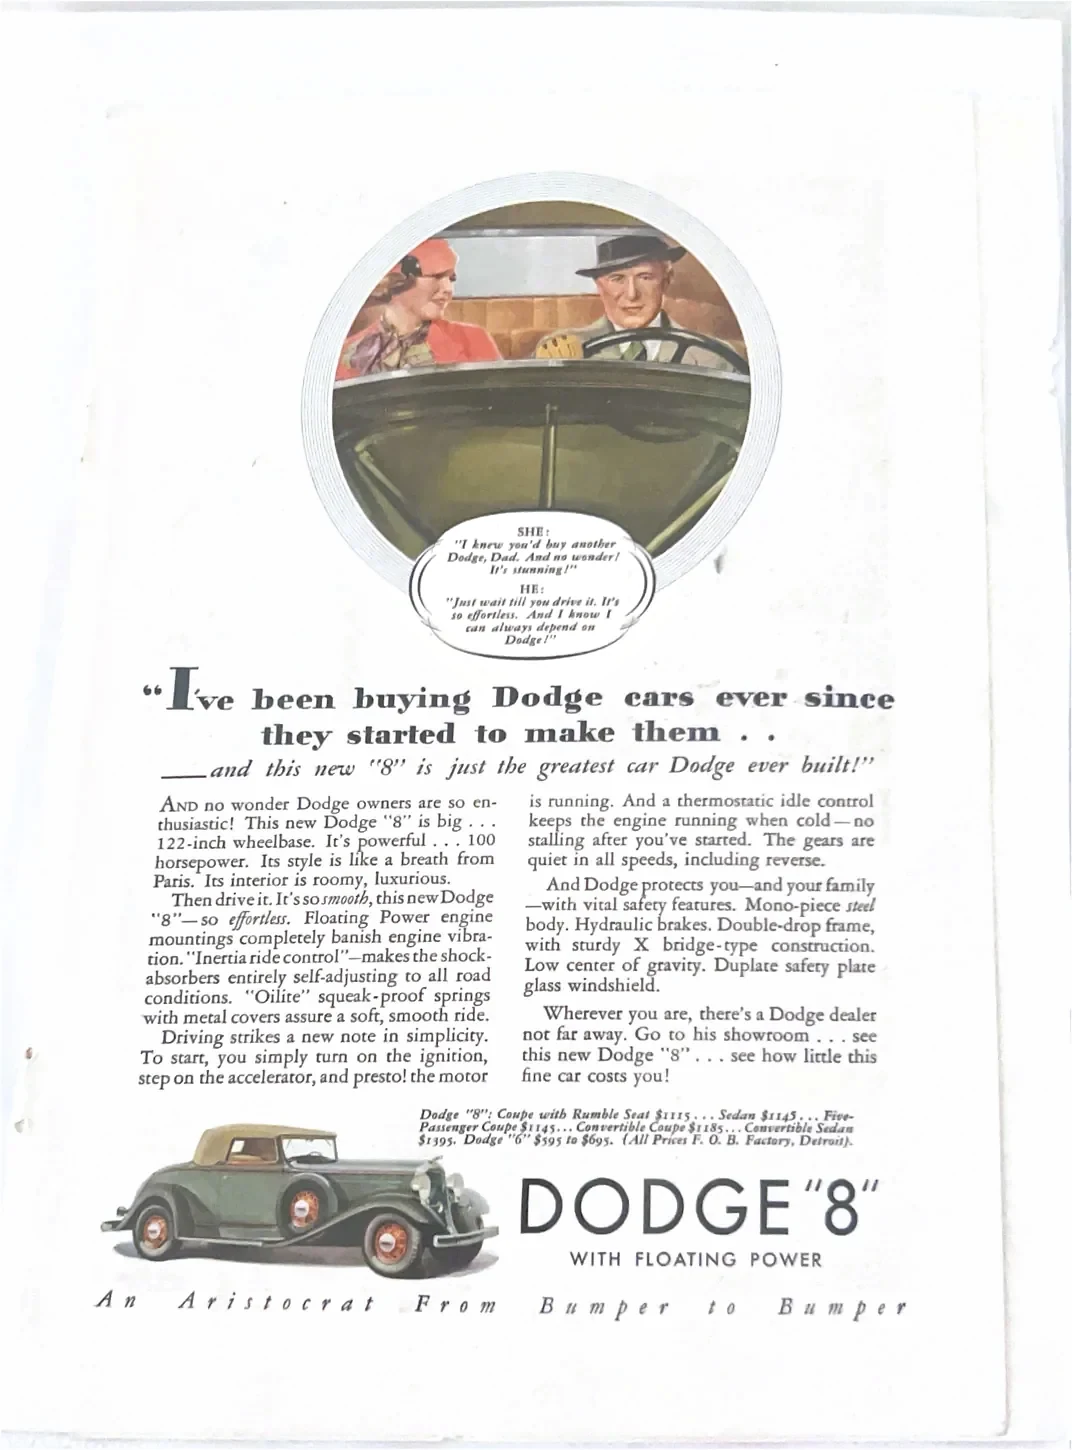 SHE:
"I knew you'd buy another
Dodge, Dad. And no wonder!
It's stunning!"
HE:
"Just wait till you drive it. It's
so effortless. And I know I
can always depend on
Dodge!"
"I've been buying Dodge cars ever since
they started to make them . .
___and this new "8" is just the greatest car Dodge ever built!"
AND no wonder Dodge owners are so en-
thusiastic! This new Dodge "8" is big . . .
122-inch wheelbase. It's powerful . . . 100
horsepower. Its style is like a breath from
Paris. Its interior is roomy, luxurious.
Then drive it. It's so smooth, this new Dodge
"8"—so effortless. Floating Power engine
mountings completely banish engine vibra-
tion. "Inertia ride control"—makes the shock-
absorbers entirely self-adjusting to all road
conditions. "Oilite" squeak-proof springs
with metal covers assure a soft, smooth ride.
Driving strikes a new note in simplicity.
To start, you simply turn on the ignition,
step on the accelerator, and presto! the motor
is running. And a thermostatic idle control
keeps the engine running when cold—no
stalling after you've started. The gears are
quiet in all speeds, including reverse.
And Dodge protects you—and your family
—with vital safety features. Mono-piece steel
body. Hydraulic brakes. Double-drop frame,
with sturdy X bridge-type construction.
Low center of gravity. Duplate safety plate
glass windshield.
Wherever you are, there's a Dodge dealer
not far away. Go to his showroom . . . see
this new Dodge "8" . . . see how little this
fine car costs you!
Dodge "8": Coupe with Rumble Seat $1115 . . . Sedan $1145 . . . Five-
Passenger Coupe $1145 . . . Convertible Coupe $1185 . . . Convertible Sedan
$1395. Dodge "6" $595 to $695. (All Prices F. O. B. Factory, Detroit).
DODGE "8"
WITH FLOATING POWER
An Aristocrat From Bumper to Bumper